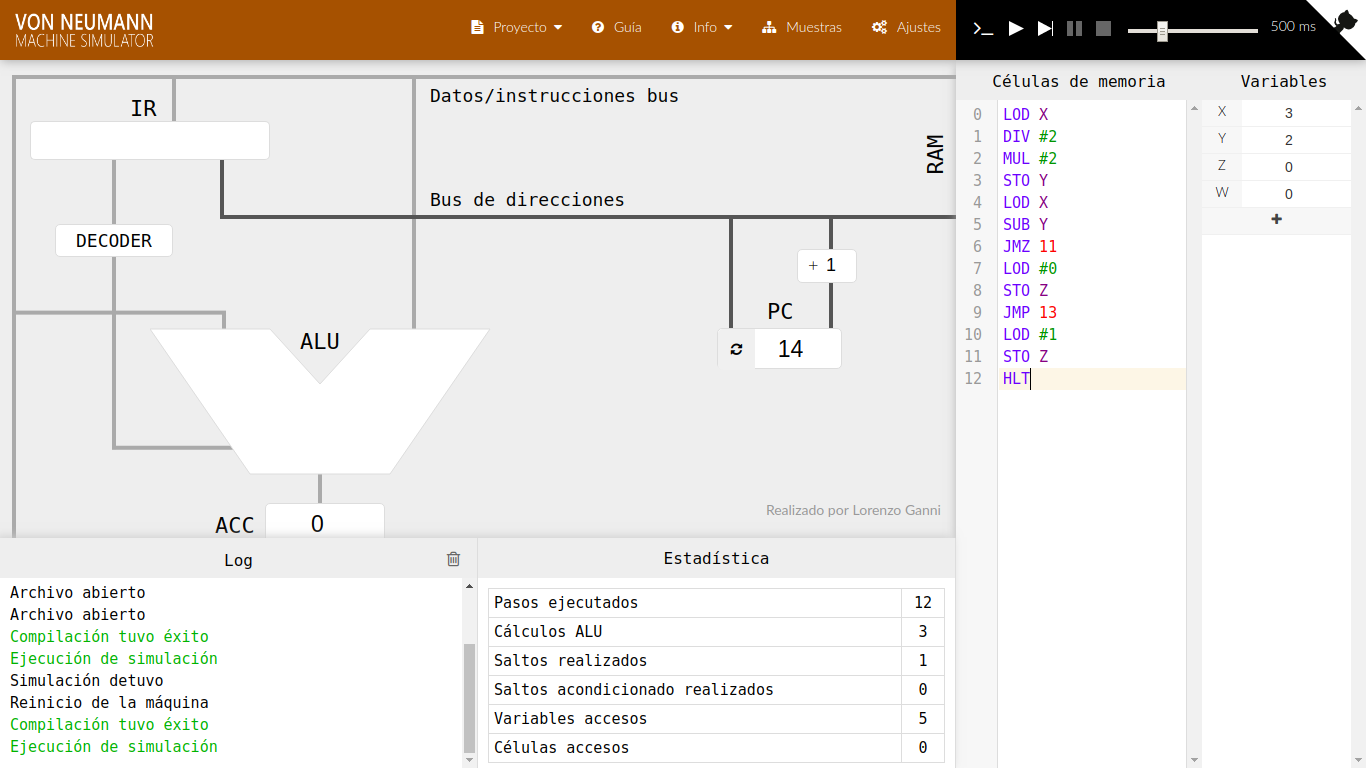 VON NEUMANN
MACHINE SIMULATOR
Proyecto
Guía
Info
Muestras
Ajustes
500 ms
IR
Datos/instrucciones bus
RAM
Bus de direcciones
DECODER
+ 1
PC
14
ALU
ACC
0
Realizado por Lorenzo Ganni
Células de memoria
0 LOD X
1 DIV #2
2 MUL #2
3 STO Y
4 LOD X
5 SUB Y
6 JMZ 11
7 LOD #0
8 STO Z
9 JMP 13
10 LOD #1
11 STO Z
12 HLT
Variables
X 3
Y 2
Z 0
W 0
Log
Archivo abierto
Archivo abierto
Compilación tuvo éxito
Ejecución de simulación
Simulación detuvo
Reinicio de la máquina
Compilación tuvo éxito
Ejecución de simulación
Estadística
Pasos ejecutados 12
Cálculos ALU 3
Saltos realizados 1
Saltos acondicionado realizados 0
Variables accesos 5
Células accesos 0